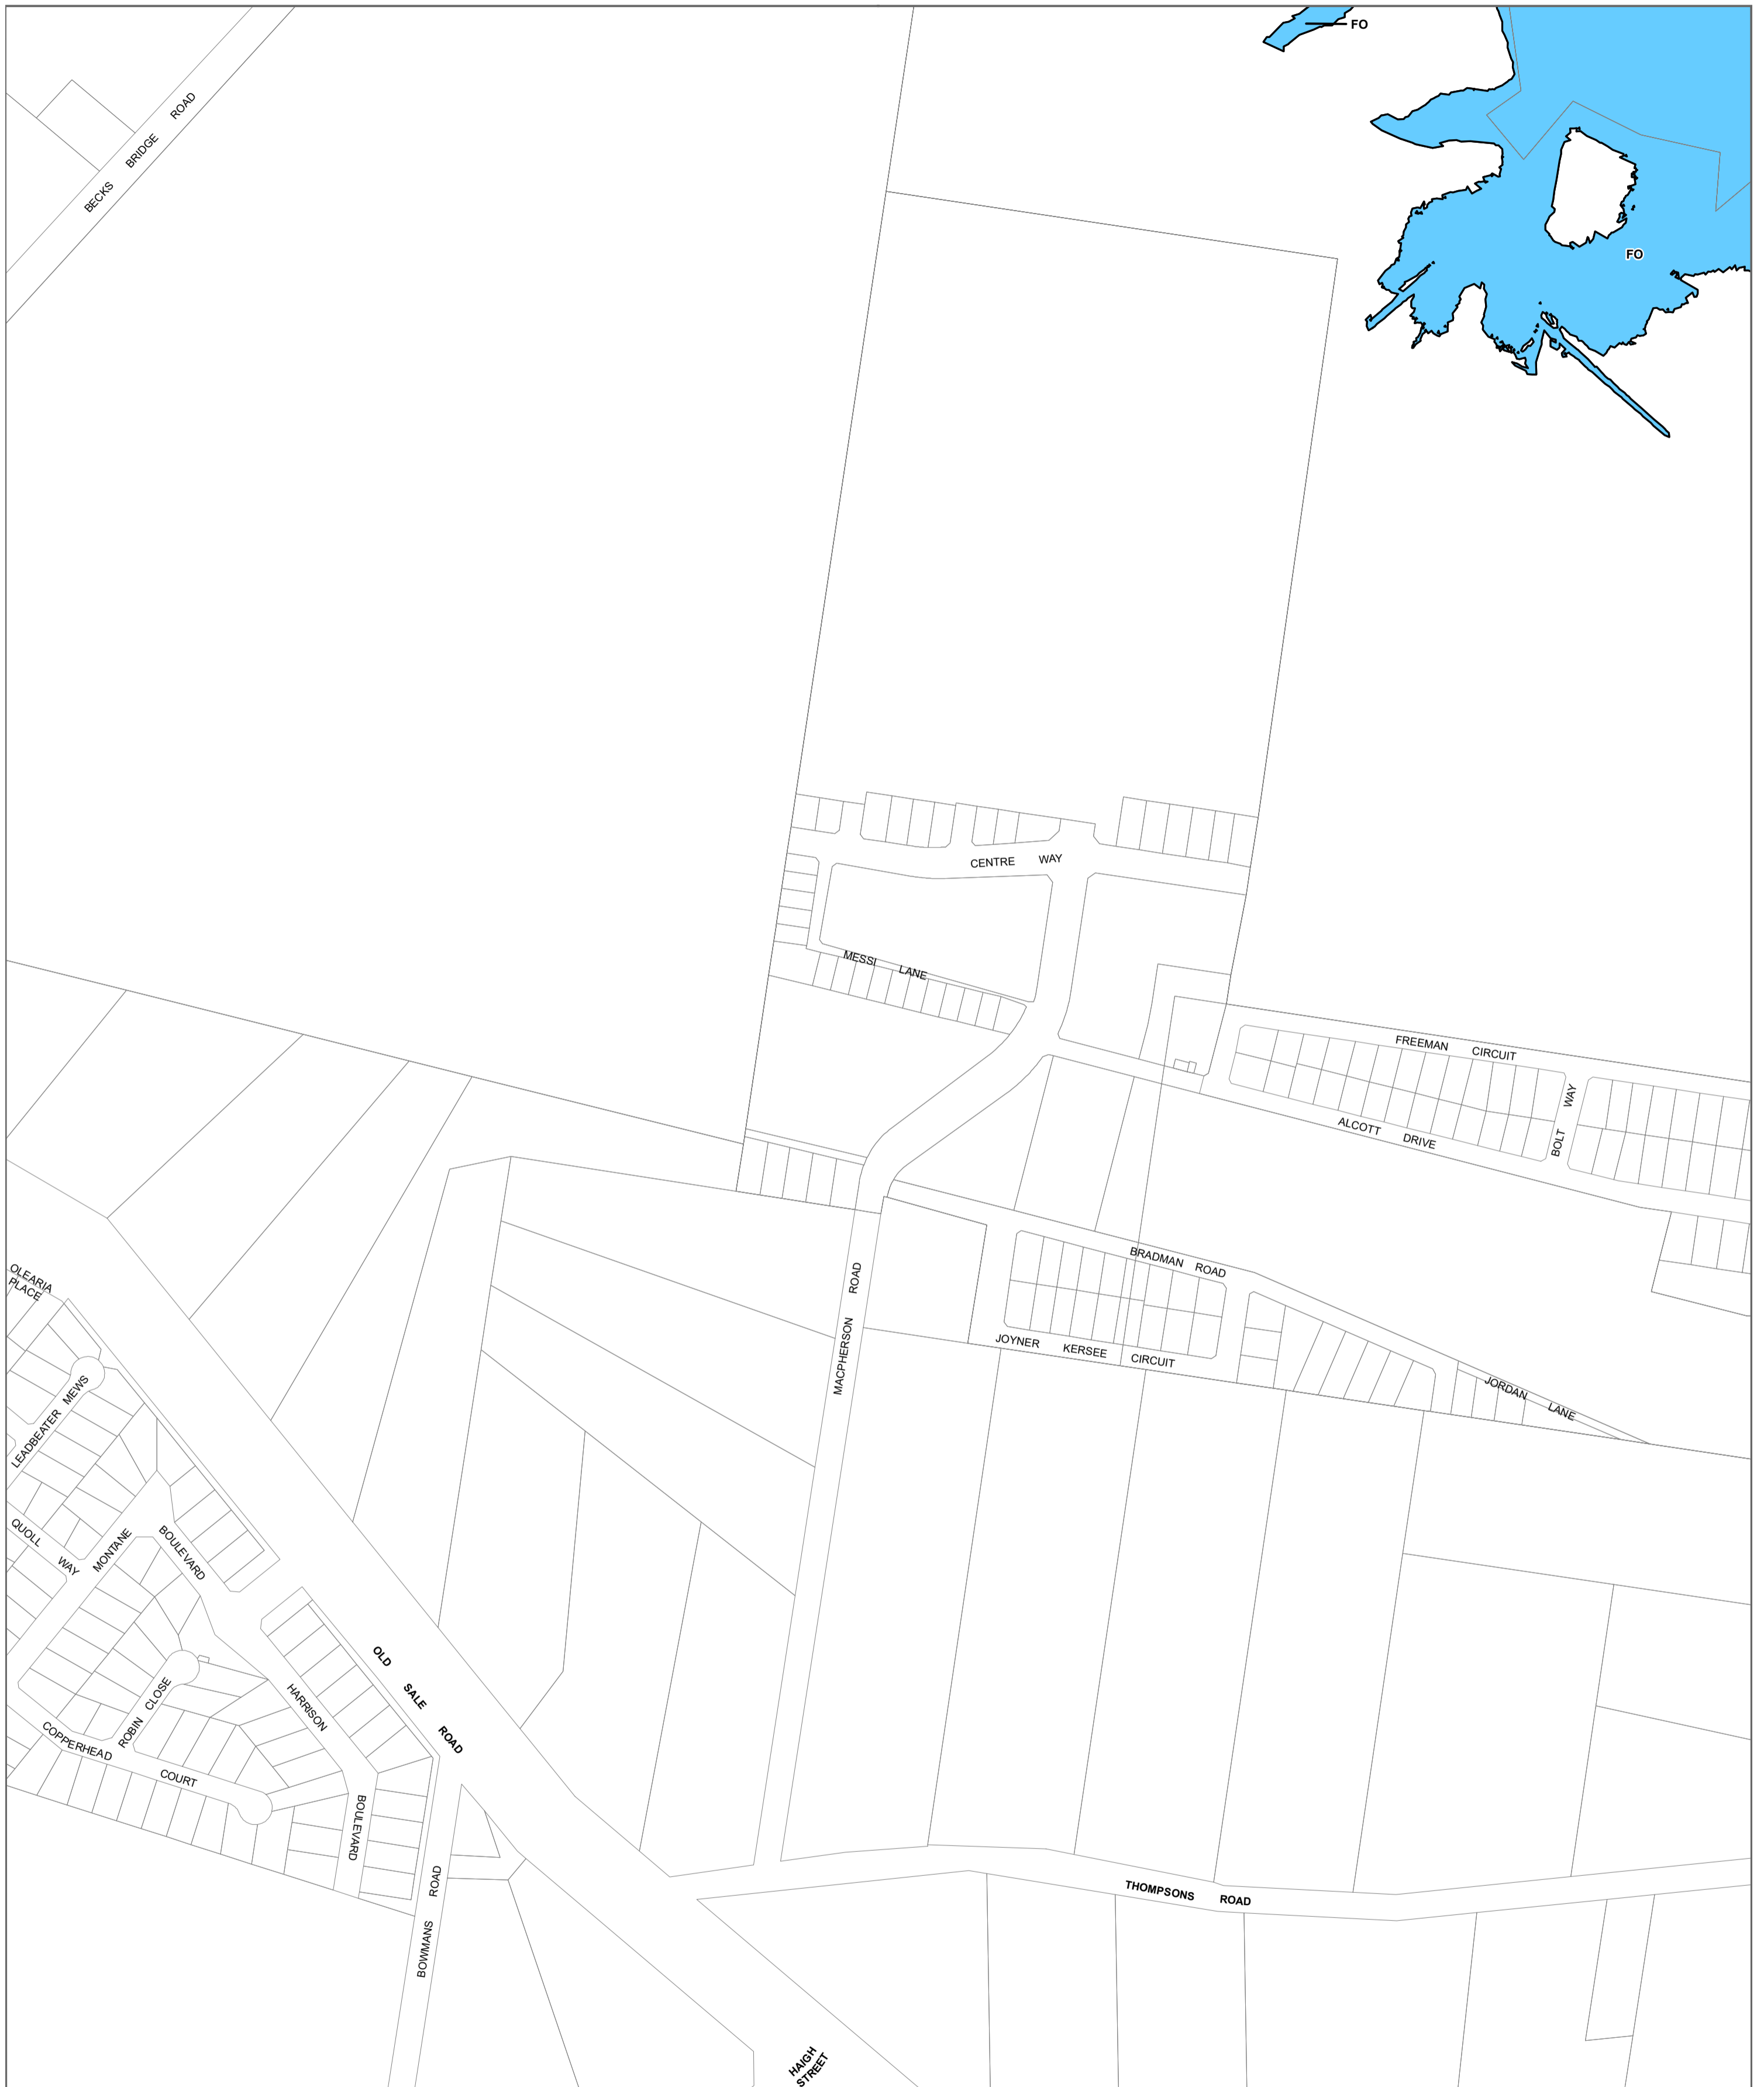 FO
BECKS BRIDGE ROAD
FO
CENTRE WAY
MESSI LANE
FREEMAN CIRCUIT
BOLT WAY
ALCOTT DRIVE
BRADMAN ROAD
MACPHERSON ROAD
JOYNER KERSEE CIRCUIT
JORDAN LANE
OLEARIA
PLACE
LEADBEATER MEWS
QUOLL WAY
MONTANE
BOULEVARD
OLD SALE ROAD
ROBIN CLOSE
HARRISON
BOULEVARD
COPPERHEAD COURT
BOWMANS ROAD
THOMPSONS ROAD
HAIGH
STREET